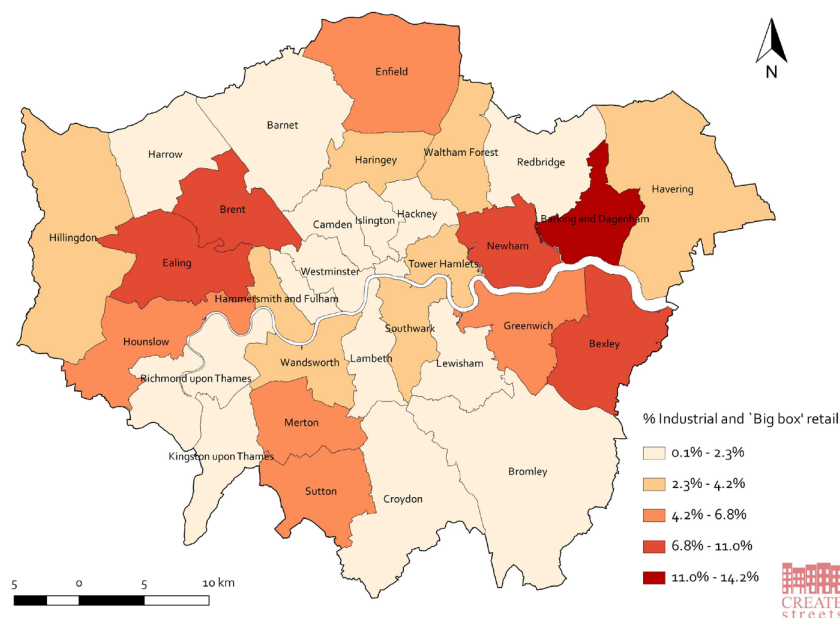 Enfield
Barnet
Harrow
Haringey
Waltham Forest
Redbridge
Havering
Brent
Camden
Islington
Hackney
Barking and Dagenham
Hillingdon
Ealing
Westminster
Tower Hamlets
Newham
Hammersmith and Fulham
Hounslow
Southwark
Greenwich
Bexley
Richmond upon Thames
Wandsworth
Lambeth
Lewisham
Merton
Kingston upon Thames
Sutton
Croydon
Bromley
N
% Industrial and `Big box' retail
0.1% - 2.3%
2.3% - 4.2%
4.2% - 6.8%
6.8% - 11.0%
11.0% - 14.2%
5 0 5 10 km
CREATE
streets